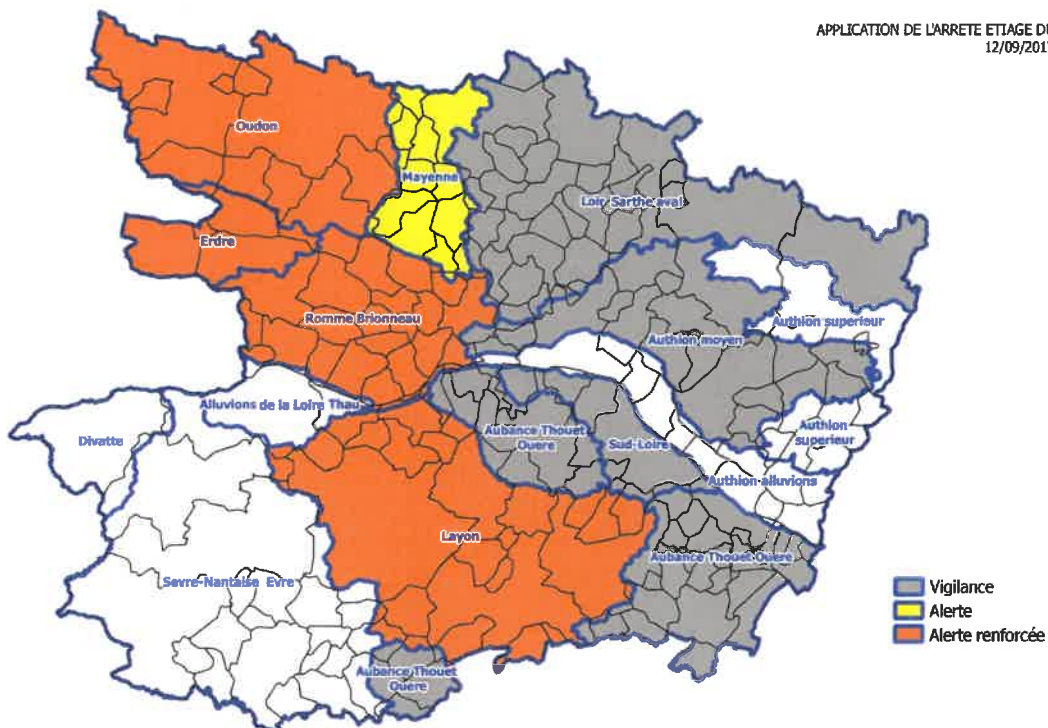 APPLICATION DE L'ARRETE ETIAGE DU
12/09/2017
Oudon
Mayenne
Loir Sarthe aval
Erdre
Romme Brionneau
Authion superieur
Authion moyen
Alluvions de la Loire Thau
Divatte
Aubance Thouet
Ouere
Sud-Loire
Authion
superieur
Authion alluvions
Layon
Aubance Thouet Ouere
Sevre-Nantaise Evre
Aubance Thouet
Ouere
Vigilance
Alerte
Alerte renforcée